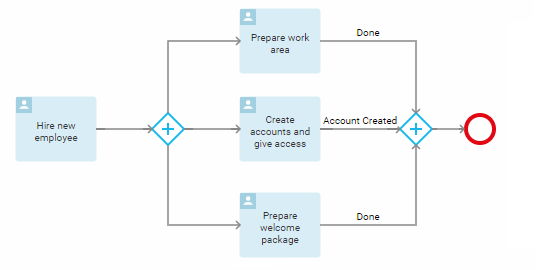 Prepare work
area
Done
Hire new
employee
Create
accounts and
give access
Account Created
Prepare
welcome
package
Done